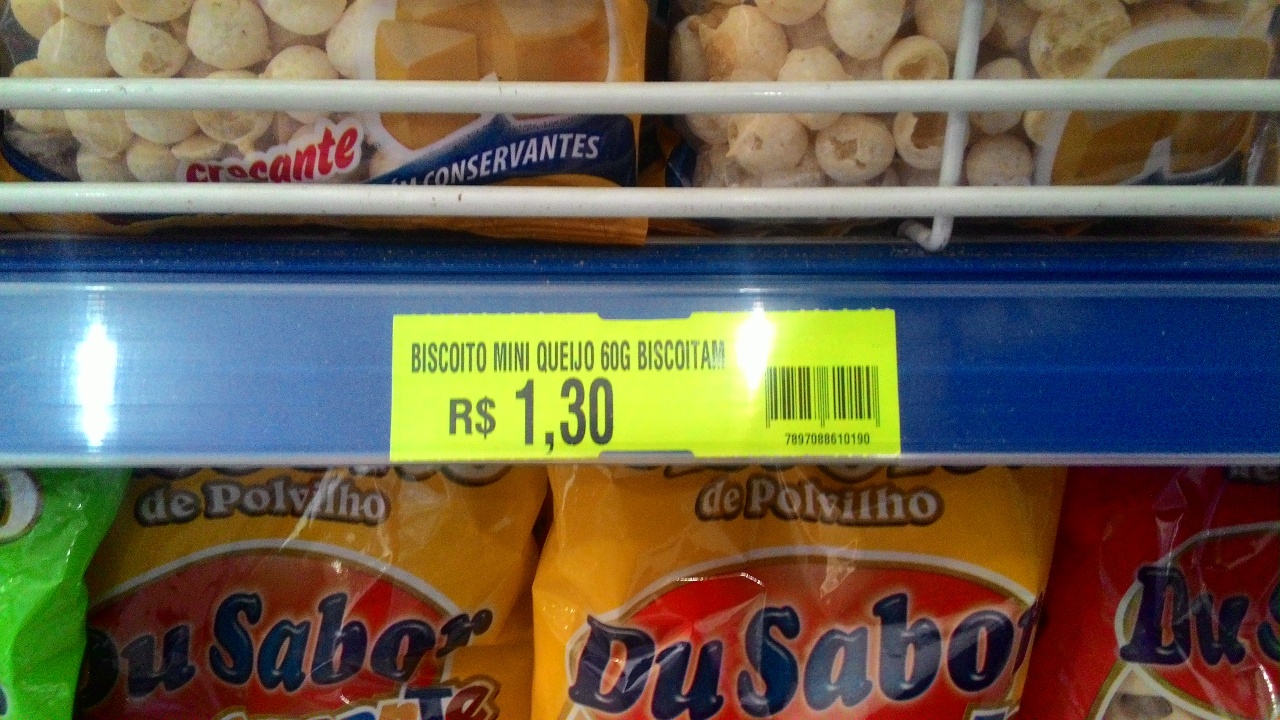 crocante
CONSERVANTES
BISCOITO MINI QUEIJO 60G BISCOITAM
R$ 1,30
7897088610190
de Polvilho
de Polvilho
Du Sabor
Du Sabor
Du